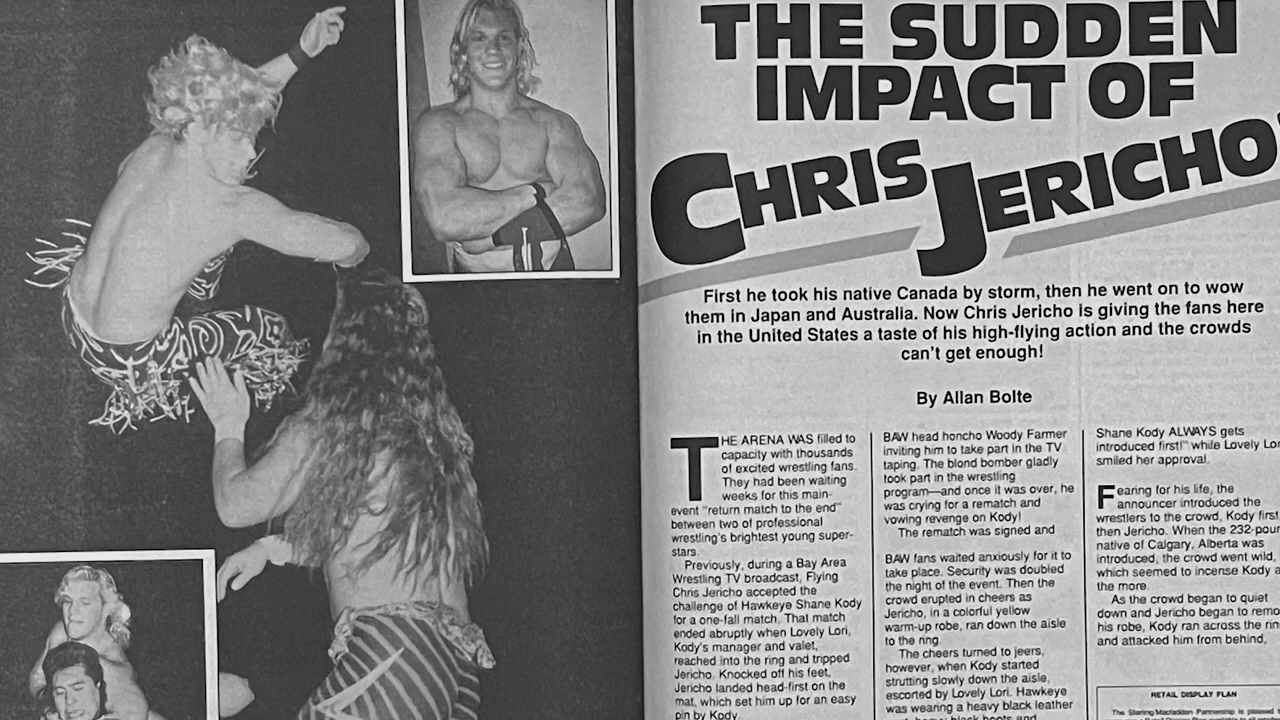 THE SUDDEN
IMPACT OF
CHRIS JERICHO
First he took his native Canada by storm, then he went on to wow
them in Japan and Australia. Now Chris Jericho is giving the fans here
in the United States a taste of his high-flying action and the crowds
can't get enough!
By Allan Bolte
THE ARENA WAS filled to
capacity with thousands
of excited wrestling fans.
They had been waiting
weeks for this main-
event "return match to the end"
between two of professional
wrestling's brightest young super-
stars.
Previously, during a Bay Area
Wrestling TV broadcast, Flying
Chris Jericho accepted the
challenge of Hawkeye Shane Kody
for a one-fall match. That match
ended abruptly when Lovely Lori,
Kody's manager and valet,
reached into the ring and tripped
Jericho. Knocked off his feet,
Jericho landed head-first on the
mat, which set him up for an easy
pin by Kody.
BAW head honcho Woody Farmer
inviting him to take part in the TV
taping. The blond bomber gladly
took part in the wrestling
program—and once it was over, he
was crying for a rematch and
vowing revenge on Kody!
The rematch was signed and
BAW fans waited anxiously for it to
take place. Security was doubled
the night of the event. Then the
crowd erupted in cheers as
Jericho, in a colorful yellow
warm-up robe, ran down the aisle
to the ring.
The cheers turned to jeers,
however, when Kody started
strutting slowly down the aisle,
escorted by Lovely Lori. Hawkeye
was wearing a heavy black leather
Shane Kody ALWAYS gets
introduced first!" while Lovely Lori
smiled her approval.
Fearing for his life, the
announcer introduced the
wrestlers to the crowd, Kody first,
then Jericho. When the 232-pou
native of Calgary, Alberta was
introduced, the crowd went wild,
which seemed to incense Kody a
the more.
As the crowd began to quiet
down and Jericho began to remo
his robe, Kody ran across the rin
and attacked him from behind,
RETAIL DISPLAY PLAN